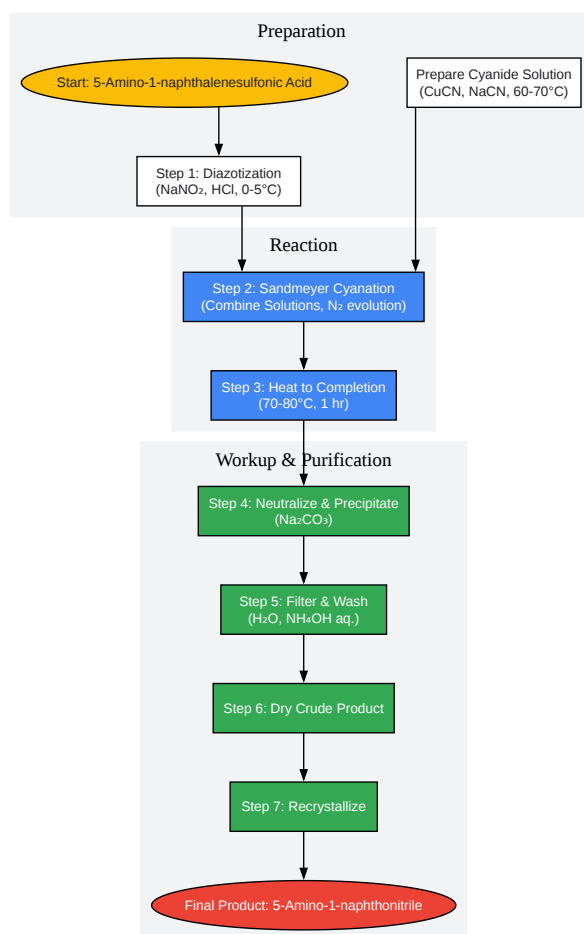 Preparation
Start: 5-Amino-1-naphthalenesulfonic Acid
Prepare Cyanide Solution
(CuCN, NaCN, 60-70°C)
Step 1: Diazotization
(NaNO₂, HCl, 0-5°C)
Reaction
Step 2: Sandmeyer Cyanation
(Combine Solutions, N₂ evolution)
Step 3: Heat to Completion
(70-80°C, 1 hr)
Workup & Purification
Step 4: Neutralize & Precipitate
(Na₂CO₃)
Step 5: Filter & Wash
(H₂O, NH₄OH aq.)
Step 6: Dry Crude Product
Step 7: Recrystallize
Final Product: 5-Amino-1-naphthonitrile